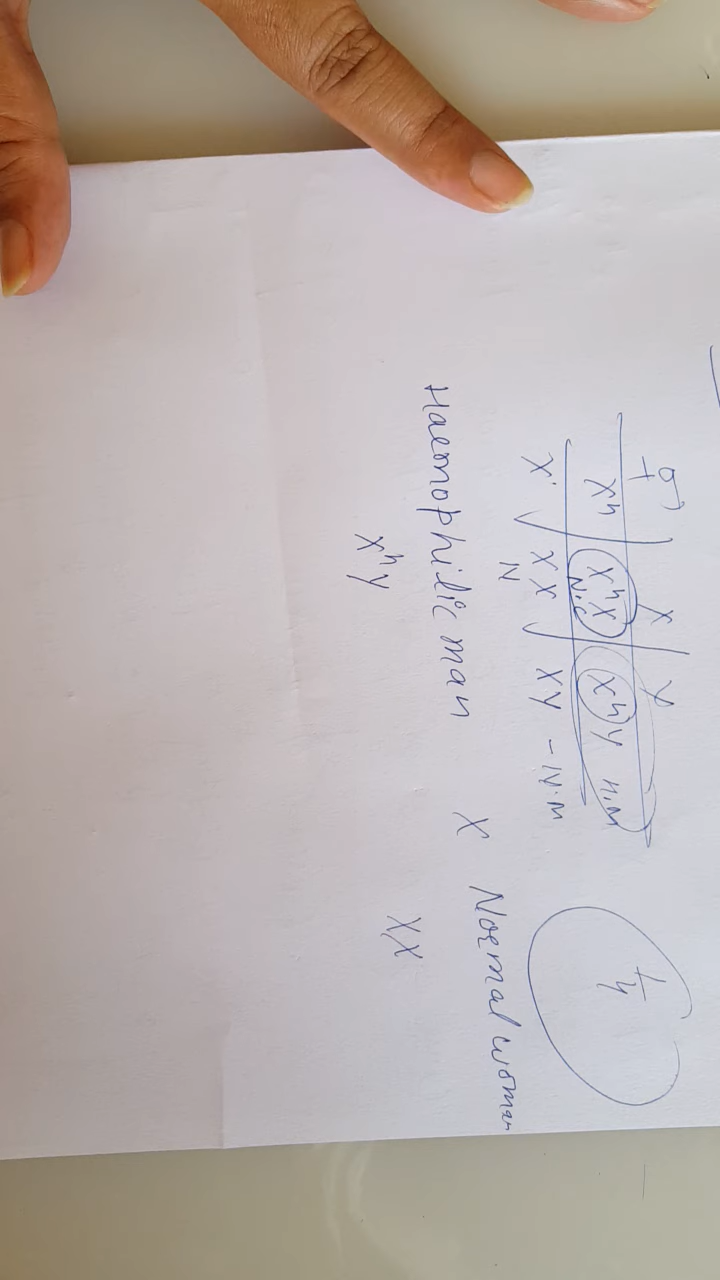 X Y
Xʰ XʰX XʰY H.M
N.C
X XX XY - N.M
N
1/4
Haemophilic man X Normal woman
XʰY XX